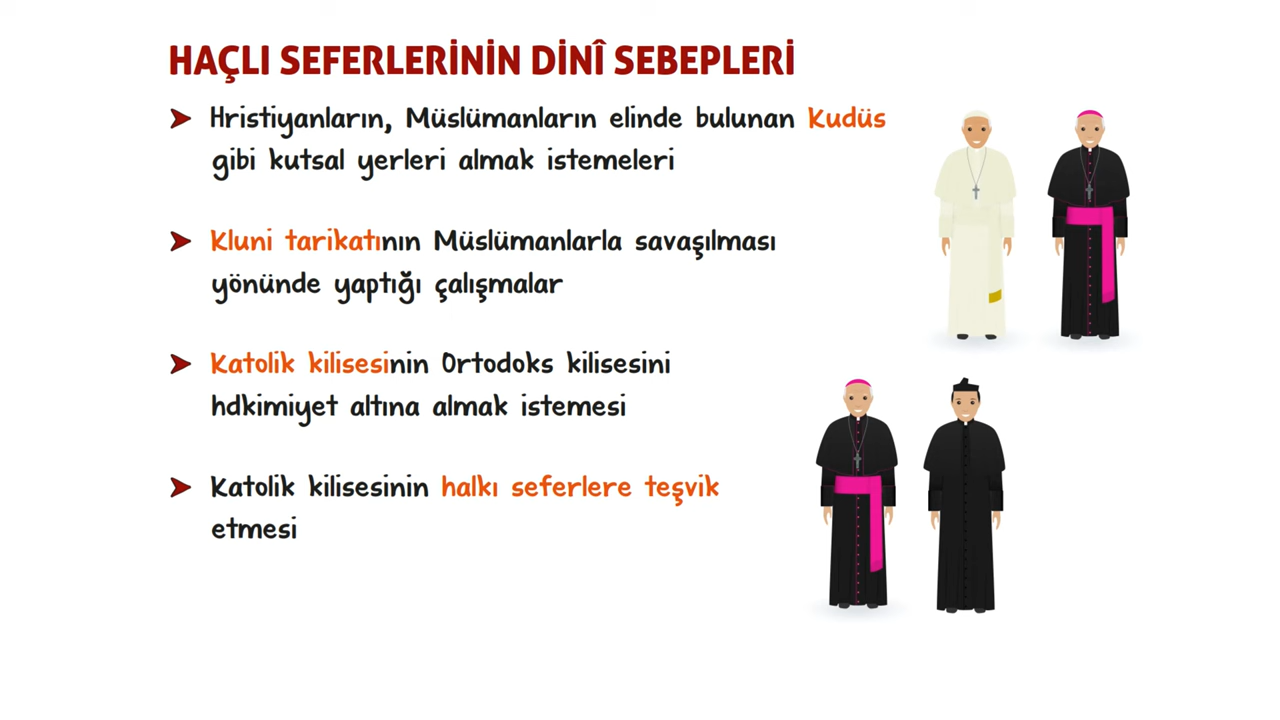 HAÇLI SEFERLERİNİN DİNÎ SEBEPLERİ
Hristiyanların, Müslümanların elinde bulunan Kudüs
gibi kutsal yerleri almak istemeleri
Kluni tarikatının Müslümanlarla savaşılması
yönünde yaptığı çalışmalar
Katolik kilisesinin Ortodoks kilisesini
hdkimiyet altına almak istemesi
Katolik kilisesinin halkı seferlere teşvik
etmesi